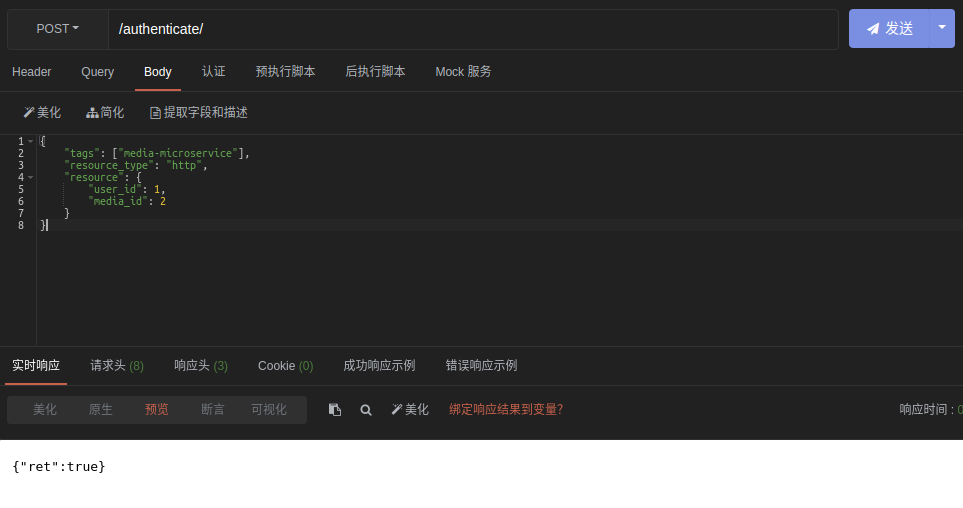 POST /authenticate/ 发送
Header Query Body 认证 预执行脚本 后执行脚本 Mock 服务
美化 简化 提取字段和描述
1 {
2 "tags": ["media-microservice"],
3 "resource_type": "http",
4 "resource": {
5 "user_id": 1,
6 "media_id": 2
7 }
8 }
实时响应 请求头 (8) 响应头 (3) Cookie (0) 成功响应示例 错误响应示例
美化 原生 预览 断言 可视化 美化 绑定响应结果到变量? 响应时间 : 0
{"ret":true}